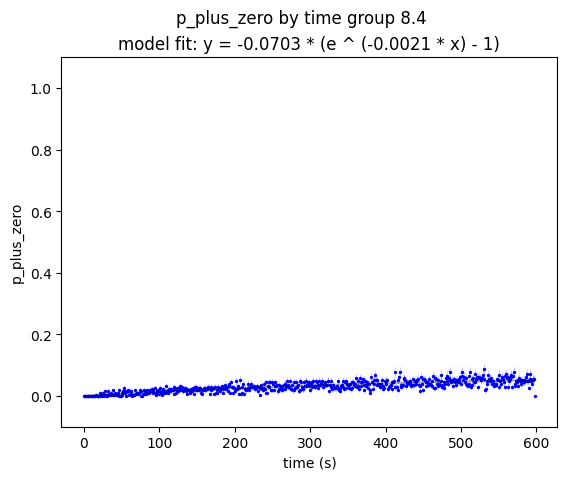 p_plus_zero by time group 8.4
model fit: y = -0.0703 * (e ^ (-0.0021 * x) - 1)
1.0
0.8
0.6
0.4
0.2
0.0
p_plus_zero
0 100 200 300 400 500 600
time (s)